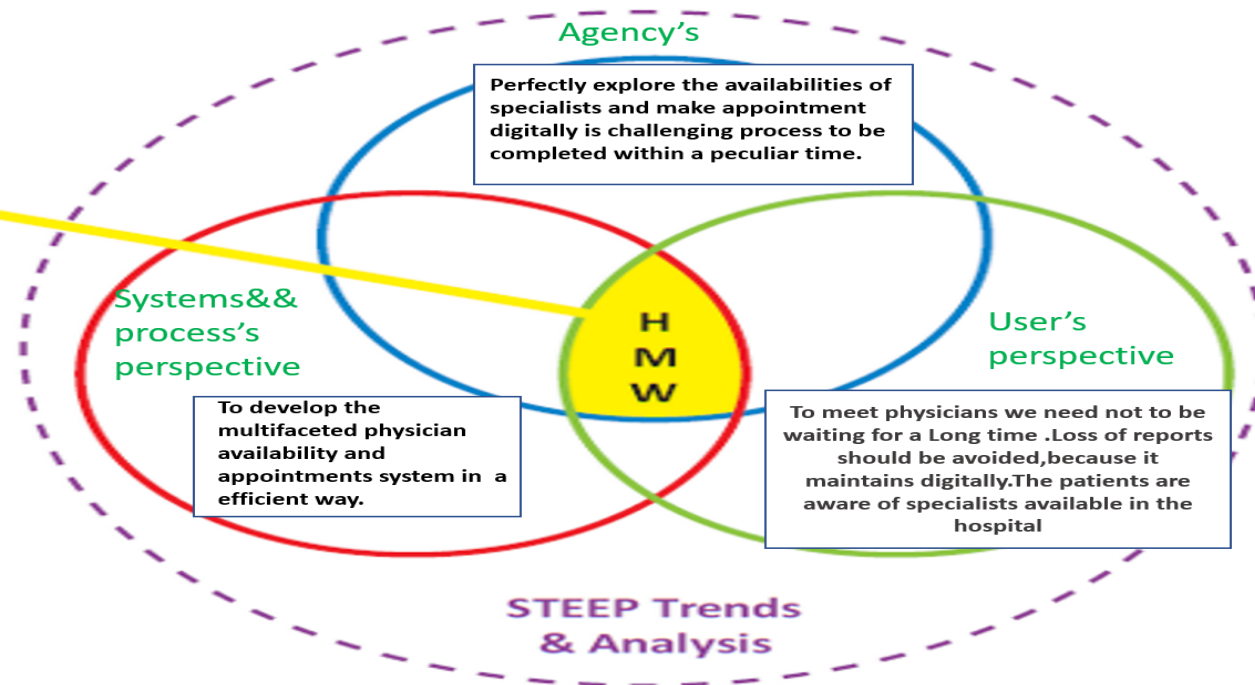 Agency’s
Perfectly explore the availabilities of
specialists and make appointment
digitally is challenging process to be
completed within a peculiar time.
Systems&&
process’s
perspective
To develop the
multifaceted physician
availability and
appointments system in  a
efficient way.
H
M
W
User’s
perspective
To meet physicians we need not to be
waiting for a Long time .Loss of reports
should be avoided,because it
maintains digitally.The patients are
aware of specialists available in the
hospital
STEEP Trends
& Analysis